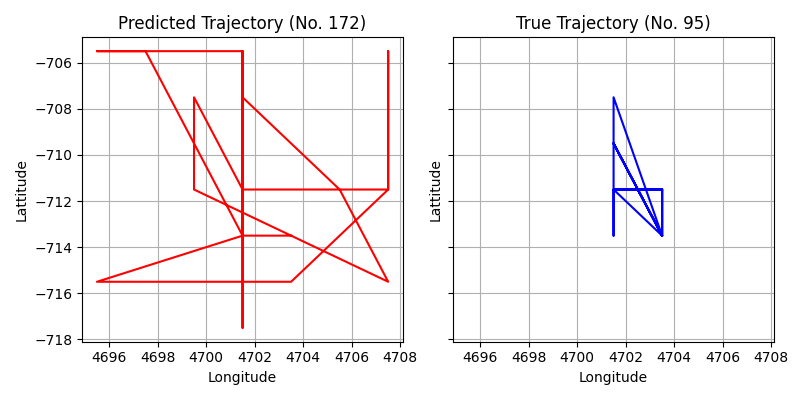 Predicted Trajectory (No. 172)
True Trajectory (No. 95)
−706
−708
−710
−712
−714
−716
−718
Lattitude
Lattitude
4696 4698 4700 4702 4704 4706 4708
4696 4698 4700 4702 4704 4706 4708
Longitude
Longitude